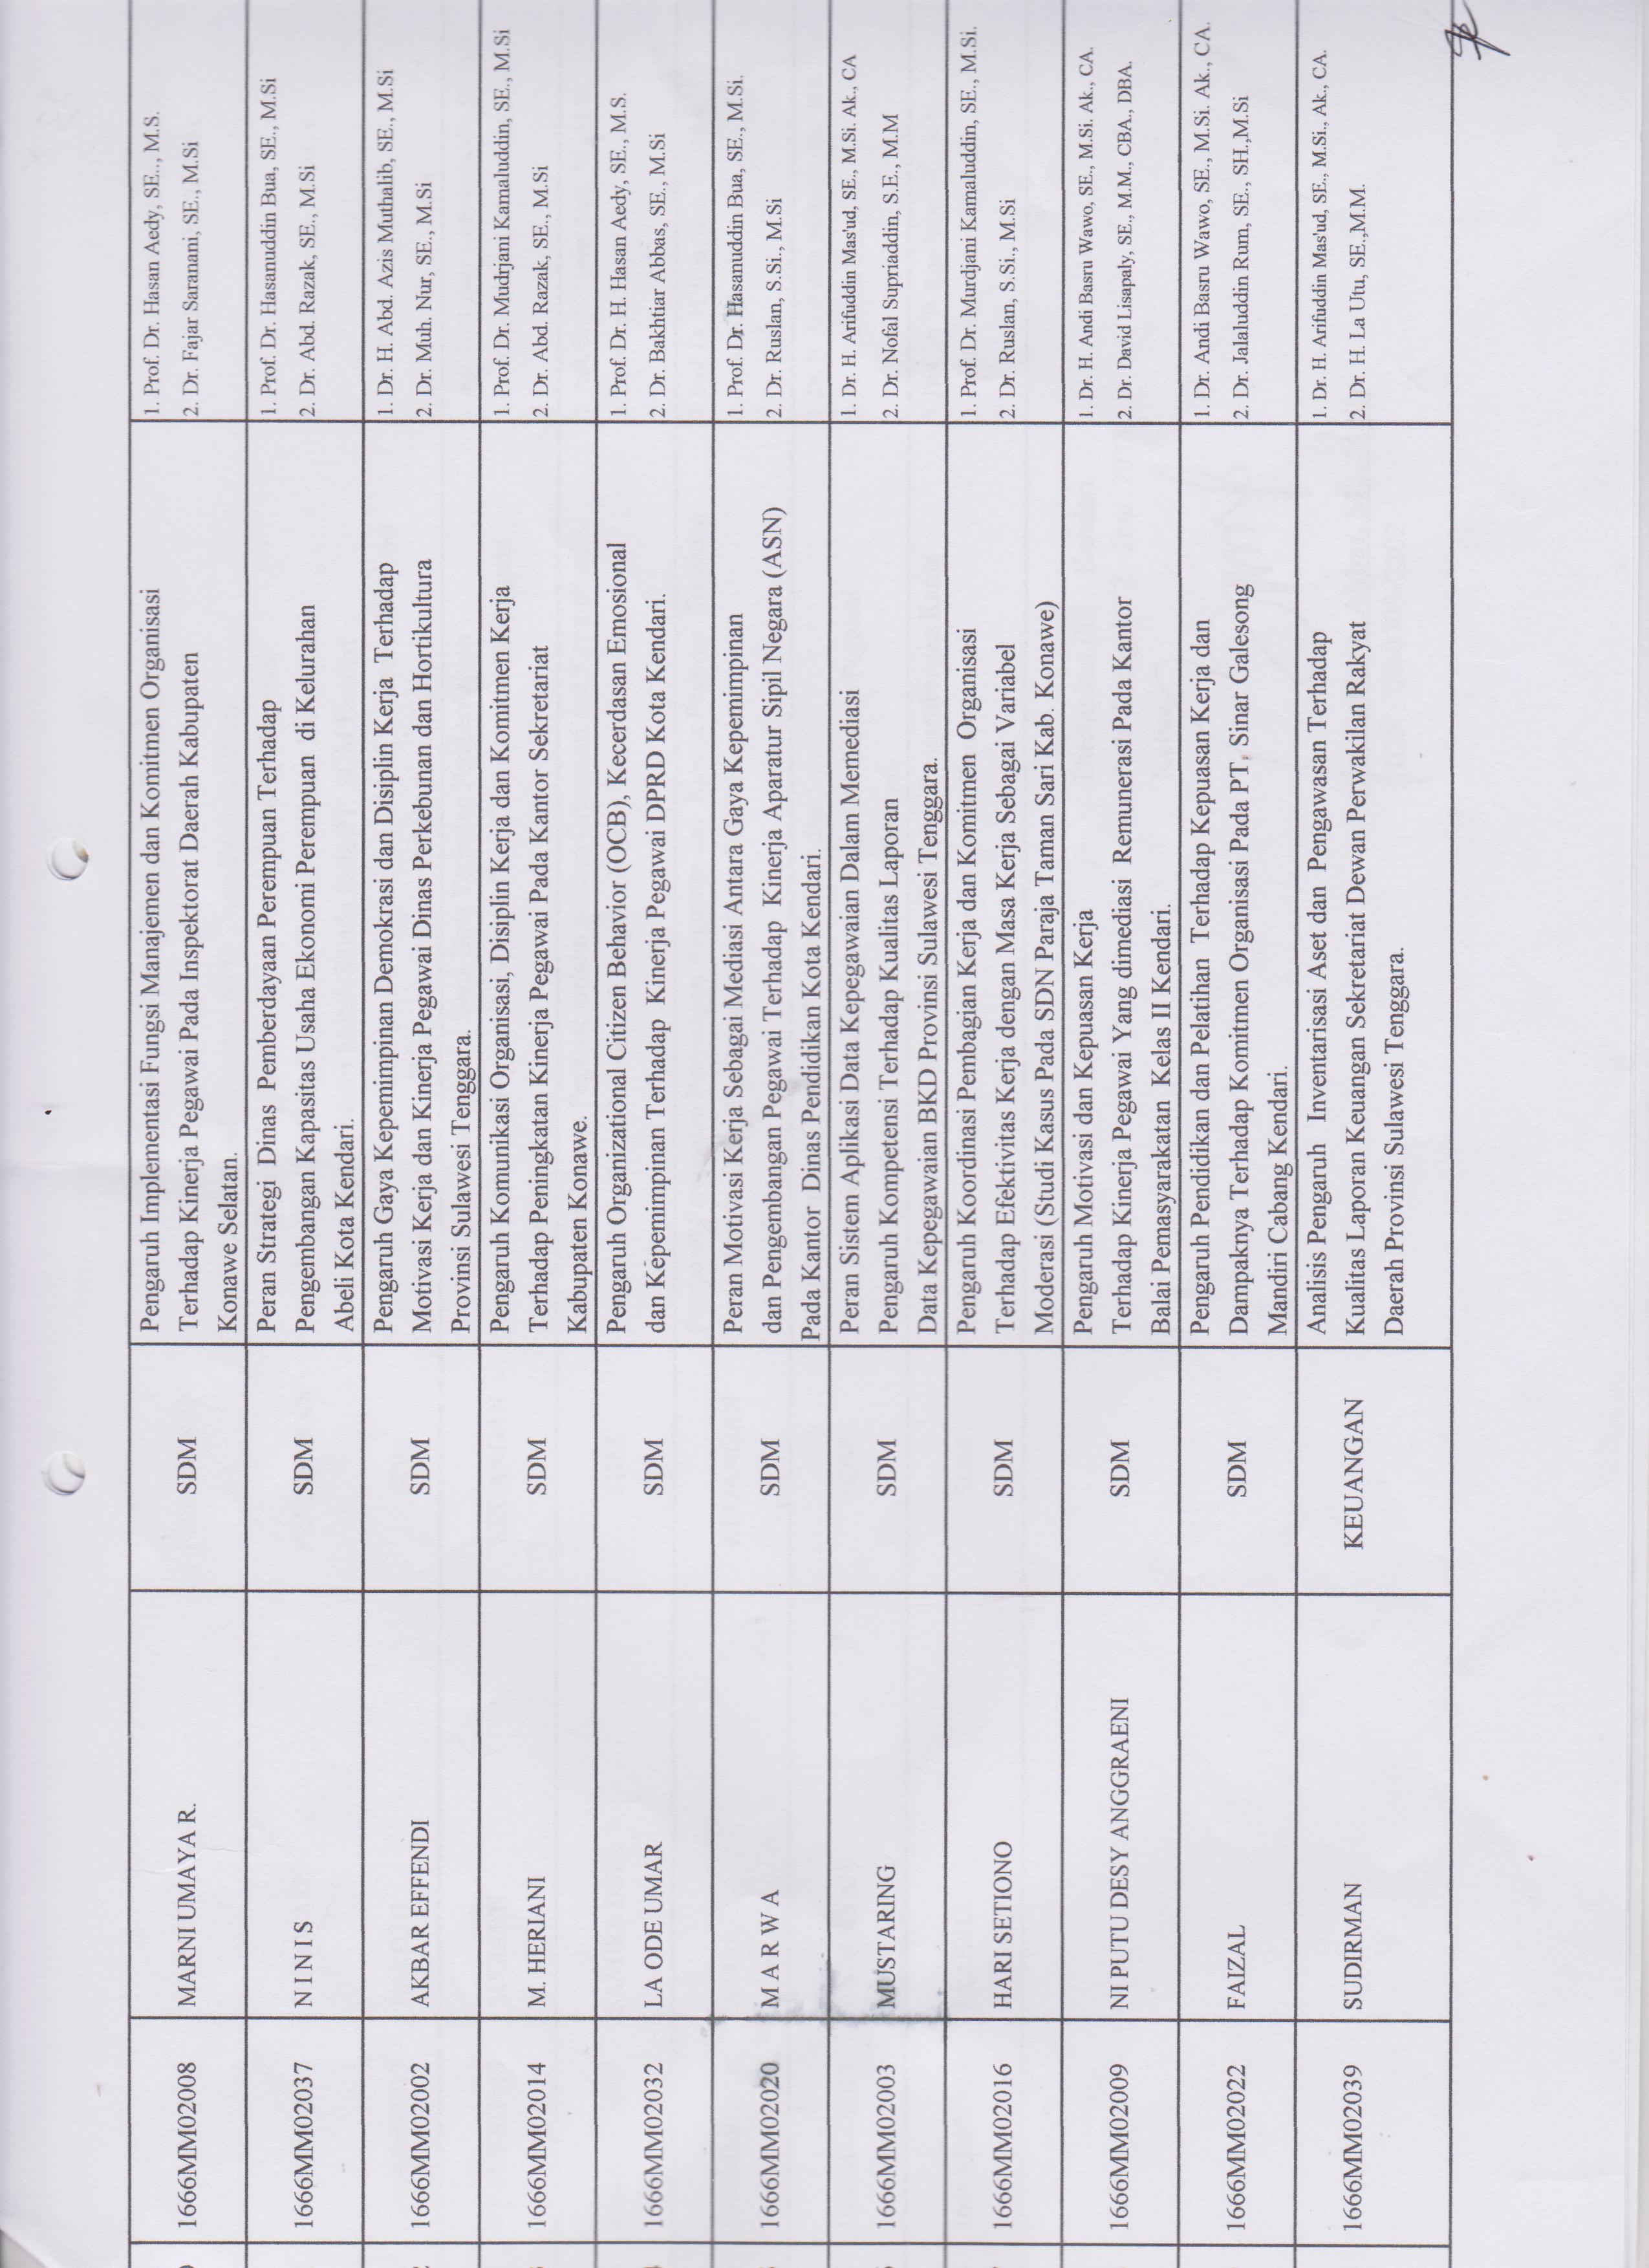 1666MM02008 MARNI UMAYA R. SDM Pengaruh Implementasi Fungsi Manajemen dan Komitmen Organisasi 1. Prof. Dr. Hasan Aedy, SE., M.S.
Terhadap Kinerja Pegawai Pada Inspektorat Daerah Kabupaten 2. Dr. Fajar Saranani, SE., M.Si
Konawe Selatan.
1666MM02037 N I N I S SDM Peran Strategi Dinas Pemberdayaan Perempuan Terhadap 1. Prof. Dr. Hasanuddin Bua, SE., M.Si
Pengembangan Kapasitas Usaha Ekonomi Perempuan di Kelurahan 2. Dr. Abd. Razak, SE., M.Si
Abeli Kota Kendari.
1666MM02002 AKBAR EFFENDI SDM Pengaruh Gaya Kepemimpinan Demokrasi dan Disiplin Kerja Terhadap 1. Dr. H. Abd. Azis Muthalib, SE., M.Si
Motivasi Kerja dan Kinerja Pegawai Dinas Perkebunan dan Hortikultura 2. Dr. Muh. Nur, SE., M.Si
Provinsi Sulawesi Tenggara.
1666MM02014 M. HERIANI SDM Pengaruh Komunikasi Organisasi, Disiplin Kerja dan Komitmen Kerja 1. Prof. Dr. Mudrjani Kamaluddin, SE., M.Si
Terhadap Peningkatan Kinerja Pegawai Pada Kantor Sekretariat 2. Dr. Abd. Razak, SE., M.Si
Kabupaten Konawe.
1666MM02032 LA ODE UMAR SDM Pengaruh Organizational Citizen Behavior (OCB), Kecerdasan Emosional 1. Prof. Dr. H. Hasan Aedy, SE., M.S.
dan Kepemimpinan Terhadap Kinerja Pegawai DPRD Kota Kendari. 2. Dr. Bakhtiar Abbas, SE., M.Si
1666MM02020 M A R W A SDM Peran Motivasi Kerja Sebagai Mediasi Antara Gaya Kepemimpinan 1. Prof. Dr. Hasanuddin Bua, SE., M.Si.
dan Pengembangan Pegawai Terhadap Kinerja Aparatur Sipil Negara (ASN) 2. Dr. Ruslan, S.Si., M.Si
Pada Kantor Dinas Pendidikan Kota Kendari.
1666MM02003 MUSTARING SDM Peran Sistem Aplikasi Data Kepegawaian Dalam Memediasi 1. Dr. H. Arifuddin Mas'ud, SE., M.Si. Ak., CA
Pengaruh Kompetensi Terhadap Kualitas Laporan 2. Dr. Nofal Supriaddin, S.E., M.M
Data Kepegawaian BKD Provinsi Sulawesi Tenggara.
1666MM02016 HARI SETIONO SDM Pengaruh Koordinasi Pembagian Kerja dan Komitmen Organisasi 1. Prof. Dr. Murdjani Kamaluddin, SE., M.Si.
Terhadap Efektivitas Kerja dengan Masa Kerja Sebagai Variabel 2. Dr. Ruslan, S.Si., M.Si
Moderasi (Studi Kasus Pada SDN Paraja Taman Sari Kab. Konawe)
1666MM02009 NI PUTU DESY ANGGRAENI SDM Pengaruh Motivasi dan Kepuasan Kerja 1. Dr. H. Andi Basru Wawo, SE., M.Si. Ak., CA.
Terhadap Kinerja Pegawai Yang dimediasi Remunerasi Pada Kantor 2. Dr. David Lisapaly, SE., M.M., CBA., DBA.
Balai Pemasyarakatan Kelas II Kendari.
1666MM02022 FAIZAL SDM Pengaruh Pendidikan dan Pelatihan Terhadap Kepuasan Kerja dan 1. Dr. Andi Basru Wawo, SE., M.Si. Ak., CA.
Dampaknya Terhadap Komitmen Organisasi Pada PT. Sinar Galesong 2. Dr. Jalaluddin Rum, SE., SH.,M.Si
Mandiri Cabang Kendari.
1666MM02039 SUDIRMAN KEUANGAN Analisis Pengaruh Inventarisasi Aset dan Pengawasan Terhadap 1. Dr. H. Arifuddin Mas'ud, SE., M.Si., Ak., CA.
Kualitas Laporan Keuangan Sekretariat Dewan Perwakilan Rakyat 2. Dr. H. La Utu, SE.,M.M.
Daerah Provinsi Sulawesi Tenggara.